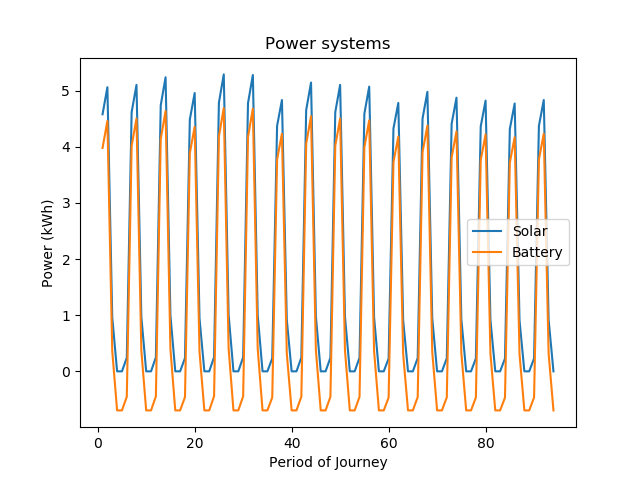 Power systems
Power (kWh)
5
4
3
2
1
0
Solar
Battery
0 20 40 60 80
Period of Journey